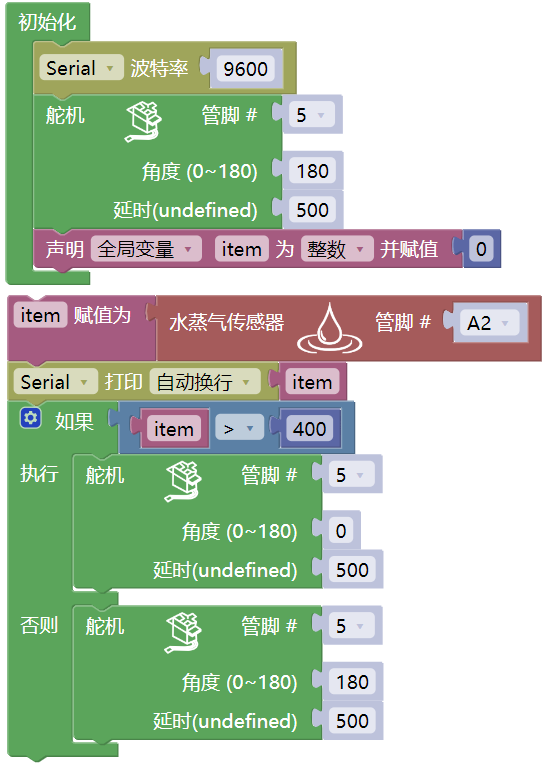 初始化
Serial 波特率 9600
舵机 管脚 # 5
角度 (0~180) 180
延时(undefined) 500
声明 全局变量 item 为 整数 并赋值 0
item 赋值为 水蒸气传感器 管脚 # A2
Serial 打印 自动换行 item
如果 item > 400
执行 舵机 管脚 # 5
角度 (0~180) 0
延时(undefined) 500
否则 舵机 管脚 # 5
角度 (0~180) 180
延时(undefined) 500